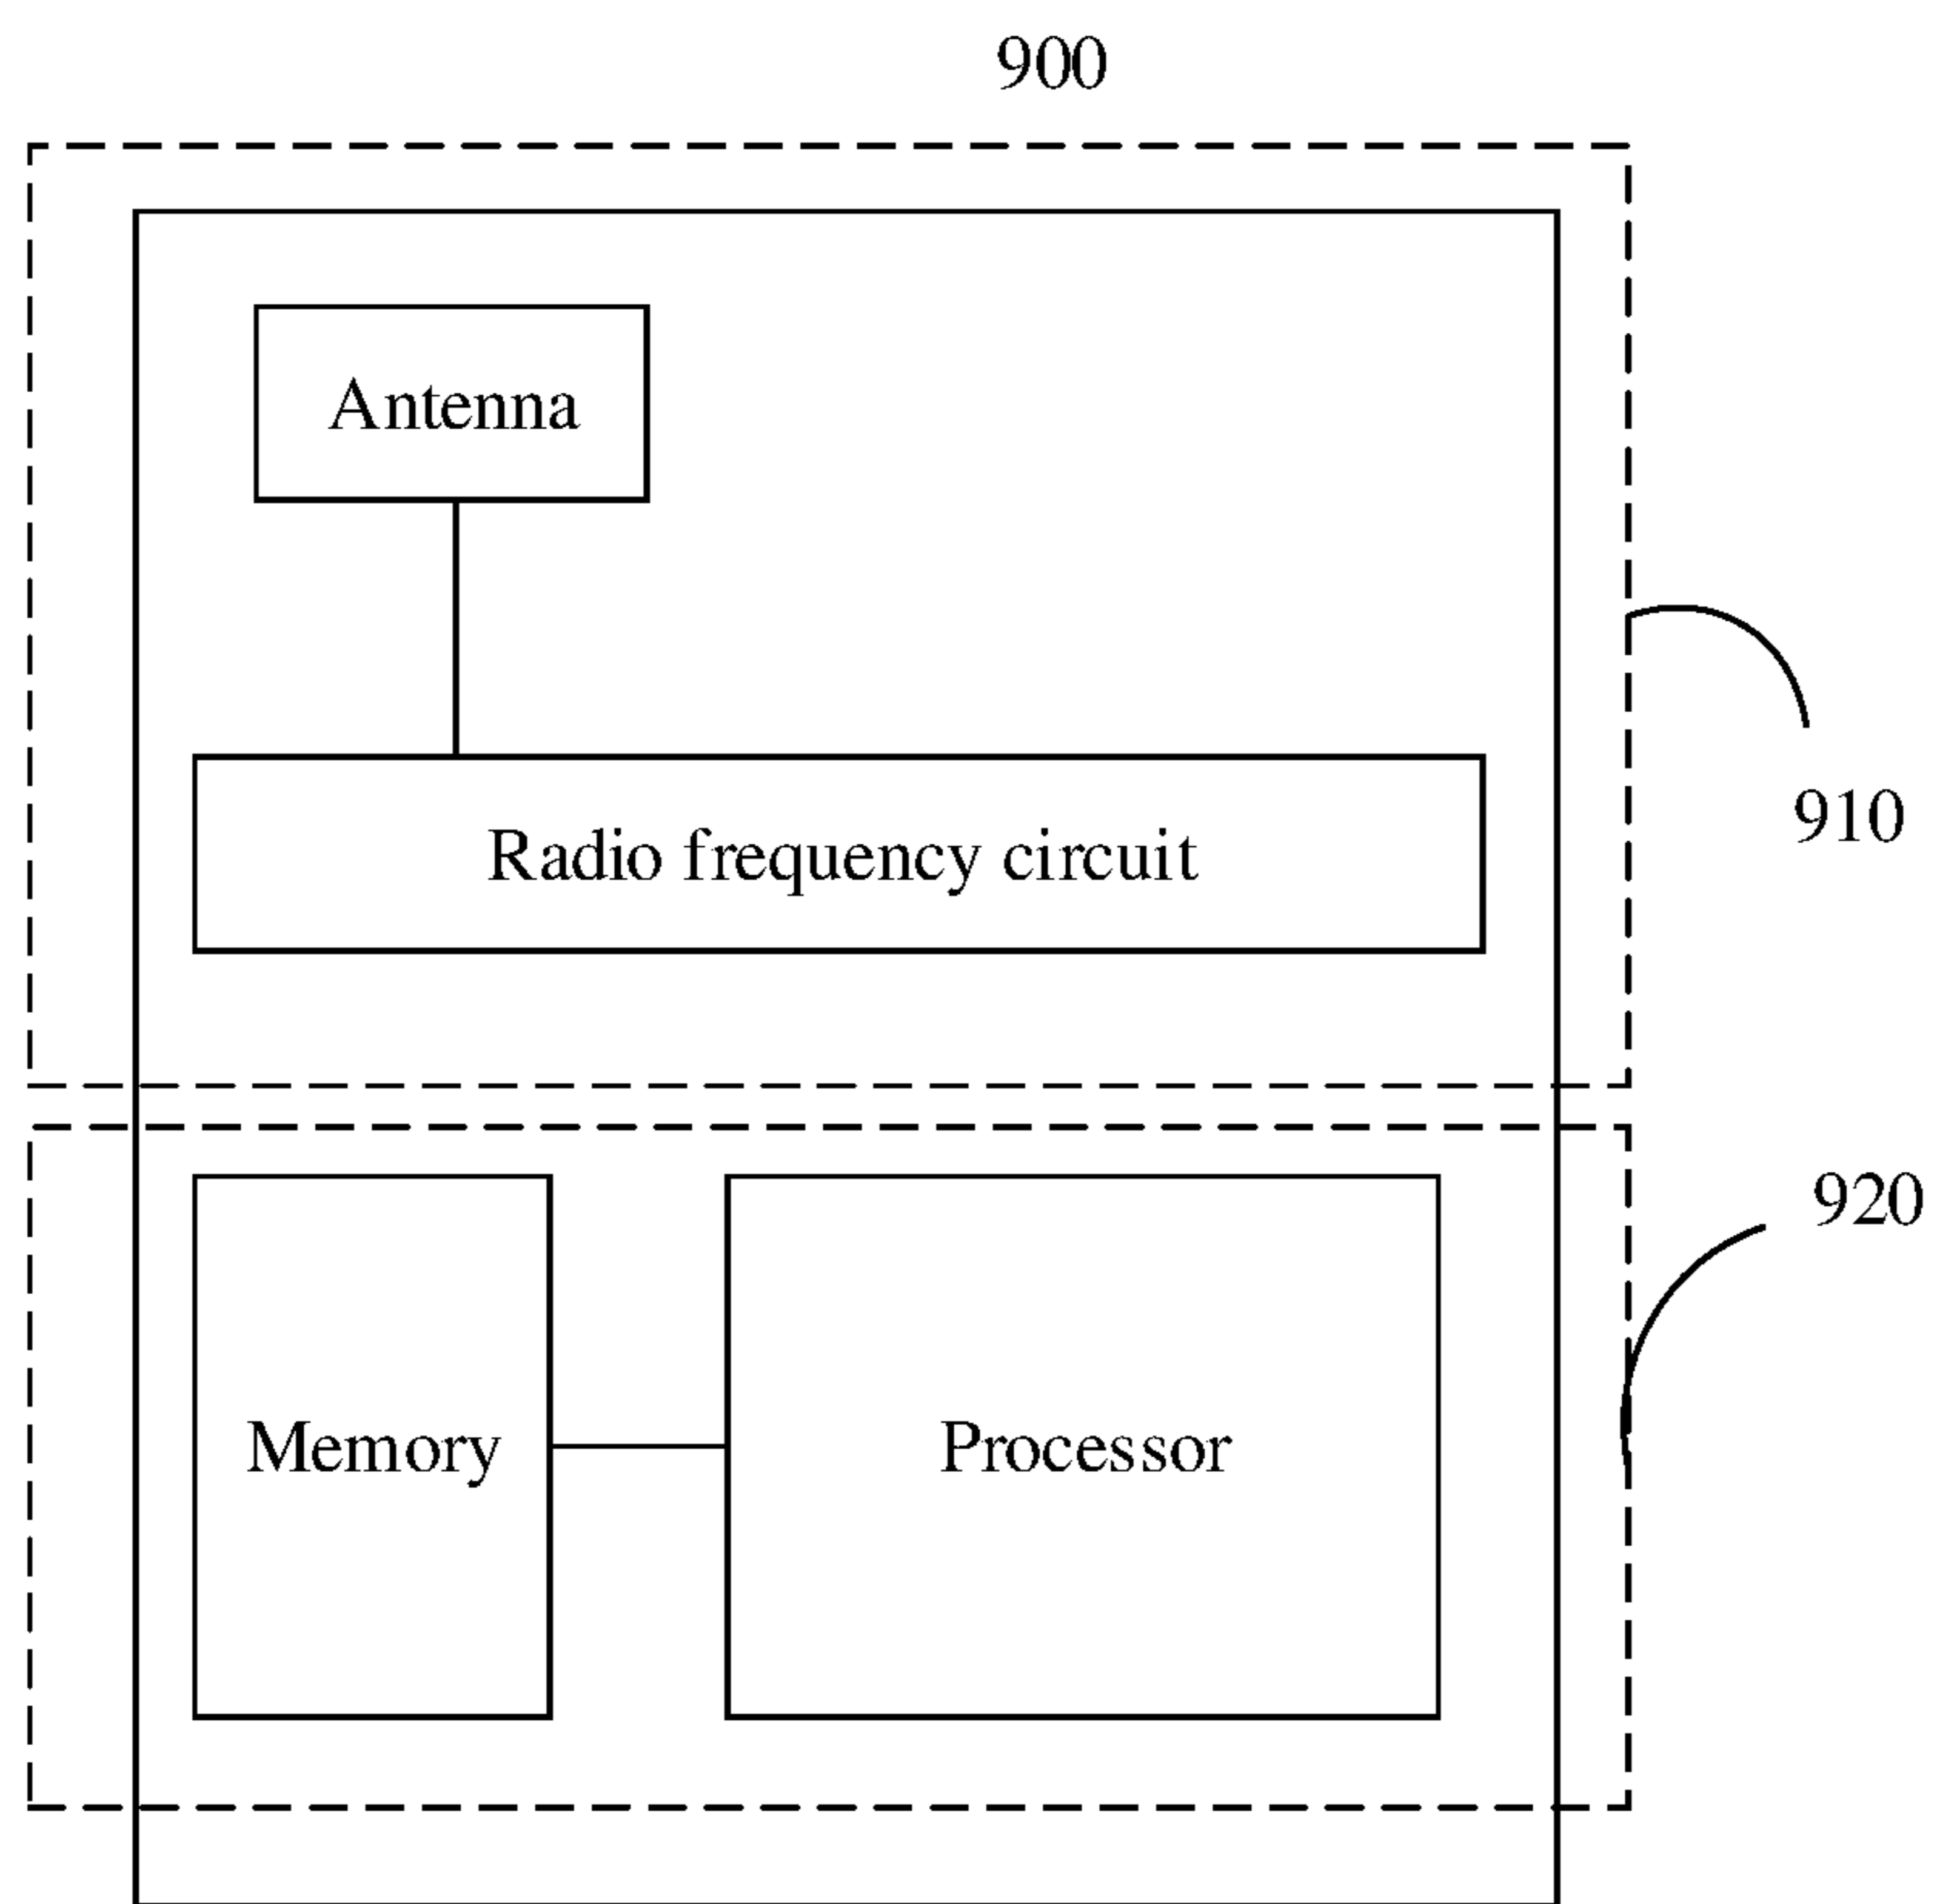 900
Antenna
Radio frequency circuit
910
920
Memory
Processor